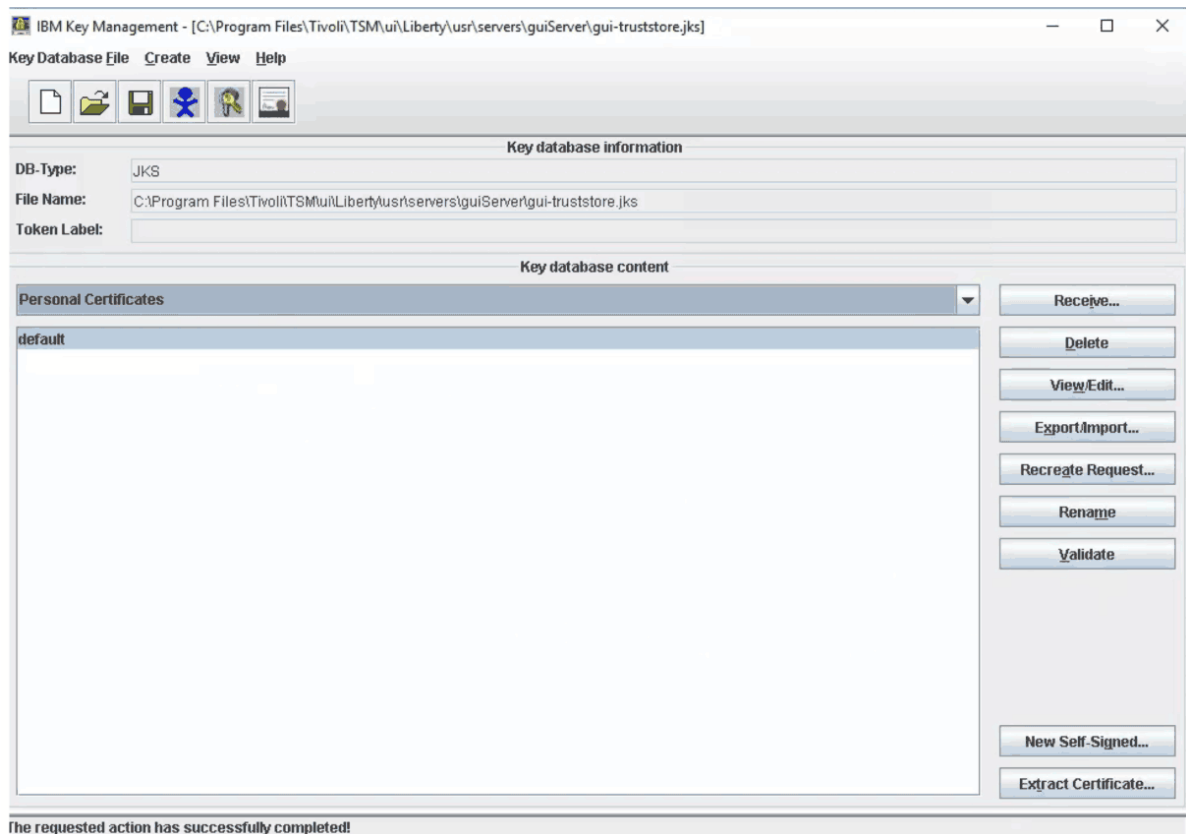 IBM Key Management - [C:\Program Files\Tivoli\TSM\ui\Liberty\usr\servers\guiServer\gui-truststore.jks]
Key Database File Create View Help
Key database information
DB-Type: JKS
File Name: C:\Program Files\Tivoli\TSM\ui\Liberty\usr\servers\guiServer\gui-truststore.jks
Token Label:
Key database content
Personal Certificates
Receive...
default
Delete
View/Edit...
Export/Import...
Recreate Request...
Rename
Validate
New Self-Signed...
Extract Certificate...
The requested action has successfully completed!